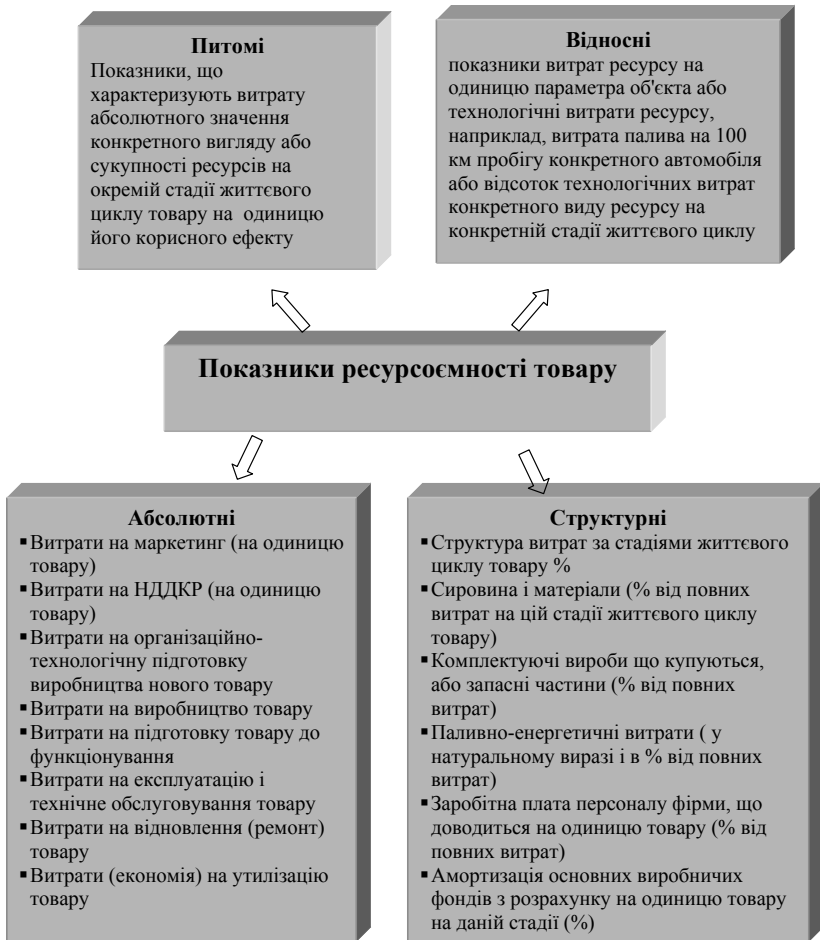 Питомі
Показники, що
характеризують витрату
абсолютного значення
конкретного вигляду або
сукупності ресурсів на
окремій стадії життєвого
циклу товару на одиницю
його корисного ефекту
Відносні
показники витрат ресурсу на
одиницю параметра об'єкта або
технологічні витрати ресурсу,
наприклад, витрата палива на 100
км пробігу конкретного автомобіля
або відсоток технологічних витрат
конкретного виду ресурсу на
конкретній стадії життєвого циклу
Показники ресурсоємності товару
Абсолютні
▪Витрати на маркетинг (на одиницю
товару)
▪Витрати на НДДКР (на одиницю
товару)
▪Витрати на організаційно-
технологічну підготовку
виробництва нового товару
▪Витрати на виробництво товару
▪Витрати на підготовку товару до
функціонування
▪Витрати на експлуатацію і
технічне обслуговування товару
▪Витрати на відновлення (ремонт)
товару
▪Витрати (економія) на утилізацію
товару
Структурні
▪Структура витрат за стадіями життєвого
циклу товару %
▪Сировина і матеріали (% від повних
витрат на цій стадії життєвого циклу
товару)
▪Комплектуючі вироби що купуються,
або запасні частини (% від повних
витрат)
▪Паливно-енергетичні витрати ( у
натуральному виразі і в % від повних
витрат)
▪Заробітна плата персоналу фірми, що
доводиться на одиницю товару (% від
повних витрат)
▪Амортизація основних виробничих
фондів з розрахунку на одиницю товару
на даній стадії (%)